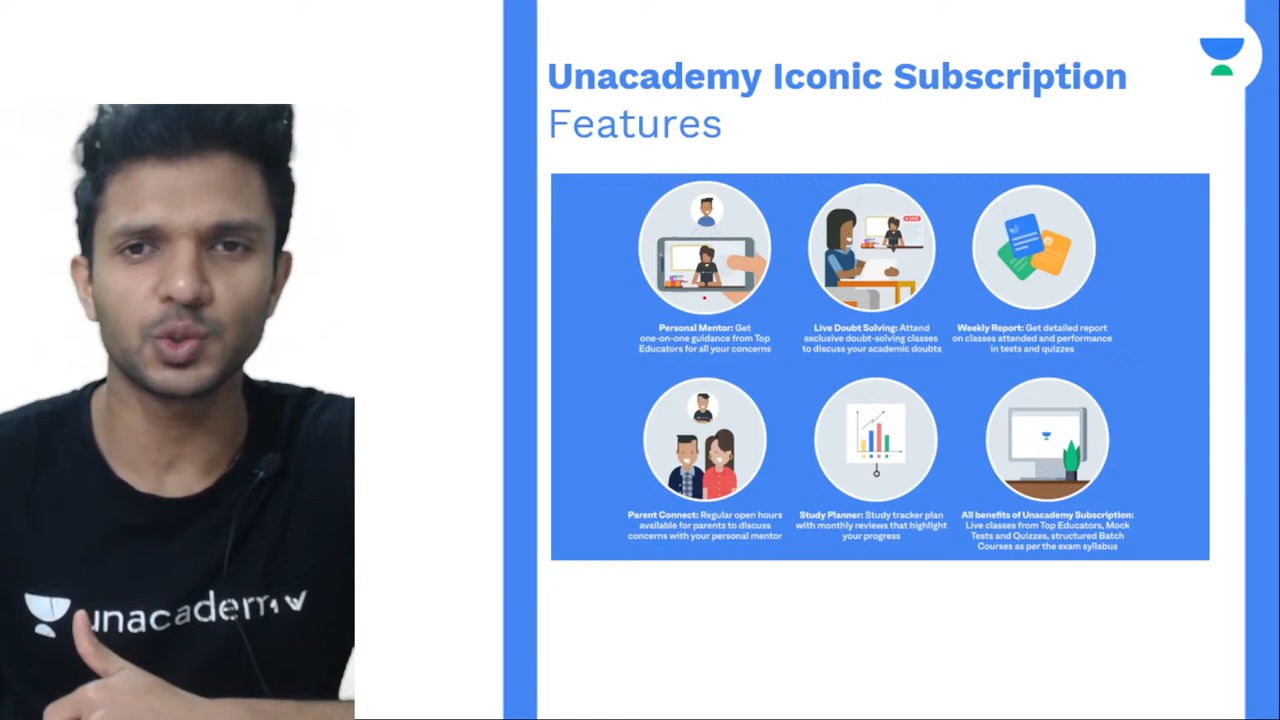 Unacademy Iconic Subscription
Features
LIVE
Personal Mentor: Get
one-on-one guidance from Top
Educators for all your concerns
Live Doubt Solving: Attend
exclusive doubt-solving classes
to discuss your academic doubts
Weekly Report: Get detailed report
on classes attended and performance
in tests and quizzes
Parent Connect: Regular open hours
available for parents to discuss
concerns with your personal mentor
Study Planner: Study tracker plan
with monthly reviews that highlight
your progress
All benefits of Unacademy Subscription:
Live classes from Top Educators, Mock
Tests and Quizzes, structured Batch
Courses as per the exam syllabus
unacademy